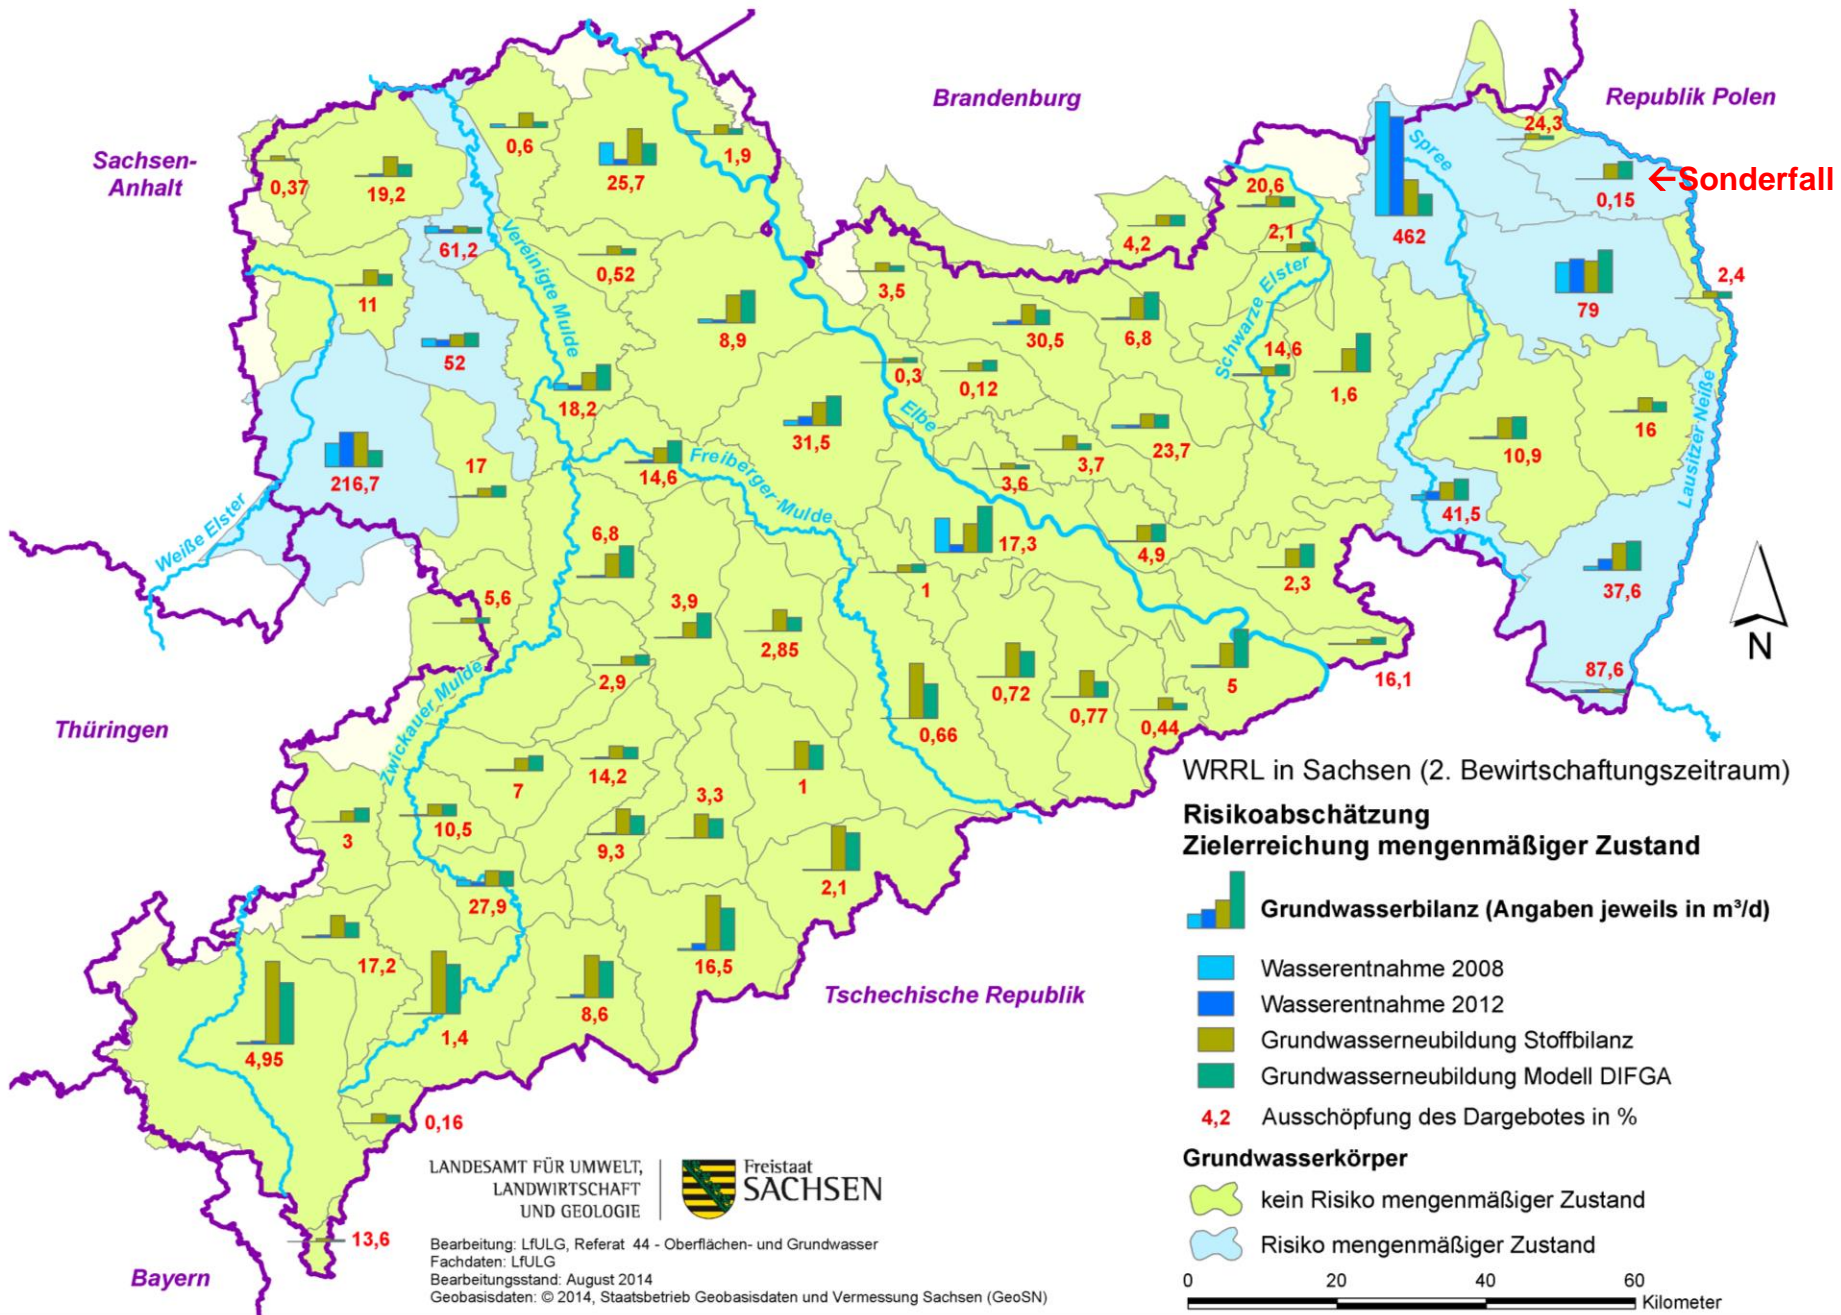 Brandenburg
Republik Polen
Sachsen-
Anhalt
←Sonderfall
24,3
0,15
0,6
1,9
0,37
19,2
25,7
20,6
4,2
2,1
462
Spree
61,2
Vereinigte Mulde
0,52
3,5
11
2,4
79
8,9
30,5
6,8
Schwarze Elster
14,6
52
0,3
0,12
1,6
18,2
Elbe
31,5
23,7
16
10,9
Lausitzer Neiße
17
14,6
Freiberger-Mulde
3,7
3,6
216,7
Weiße Elster
41,5
6,8
17,3
4,9
2,3
37,6
5,6
3,9
1
2,85
N
2,9
Zwickauer Mulde
0,72
5
16,1
87,6
0,66
0,77
0,44
Thüringen
7
14,2
1
3,3
3
10,5
9,3
2,1
27,9
17,2
16,5
8,6
Tschechische Republik
4,95
1,4
0,16
13,6
Bayern
WRRL in Sachsen (2. Bewirtschaftungszeitraum)
Risikoabschätzung
Zielerreichung mengenmäßiger Zustand
Grundwasserbilanz (Angaben jeweils in m³/d)
Wasserentnahme 2008
Wasserentnahme 2012
Grundwasserneubildung Stoffbilanz
Grundwasserneubildung Modell DIFGA
4,2 Ausschöpfung des Dargebotes in %
Grundwasserkörper
kein Risiko mengenmäßiger Zustand
Risiko mengenmäßiger Zustand
0 20 40 60
Kilometer
LANDESAMT FÜR UMWELT,
LANDWIRTSCHAFT
UND GEOLOGIE
Freistaat
SACHSEN
Bearbeitung: LfULG, Referat 44 - Oberflächen- und Grundwasser
Fachdaten: LfULG
Bearbeitungsstand: August 2014
Geobasisdaten: © 2014, Staatsbetrieb Geobasisdaten und Vermessung Sachsen (GeoSN)